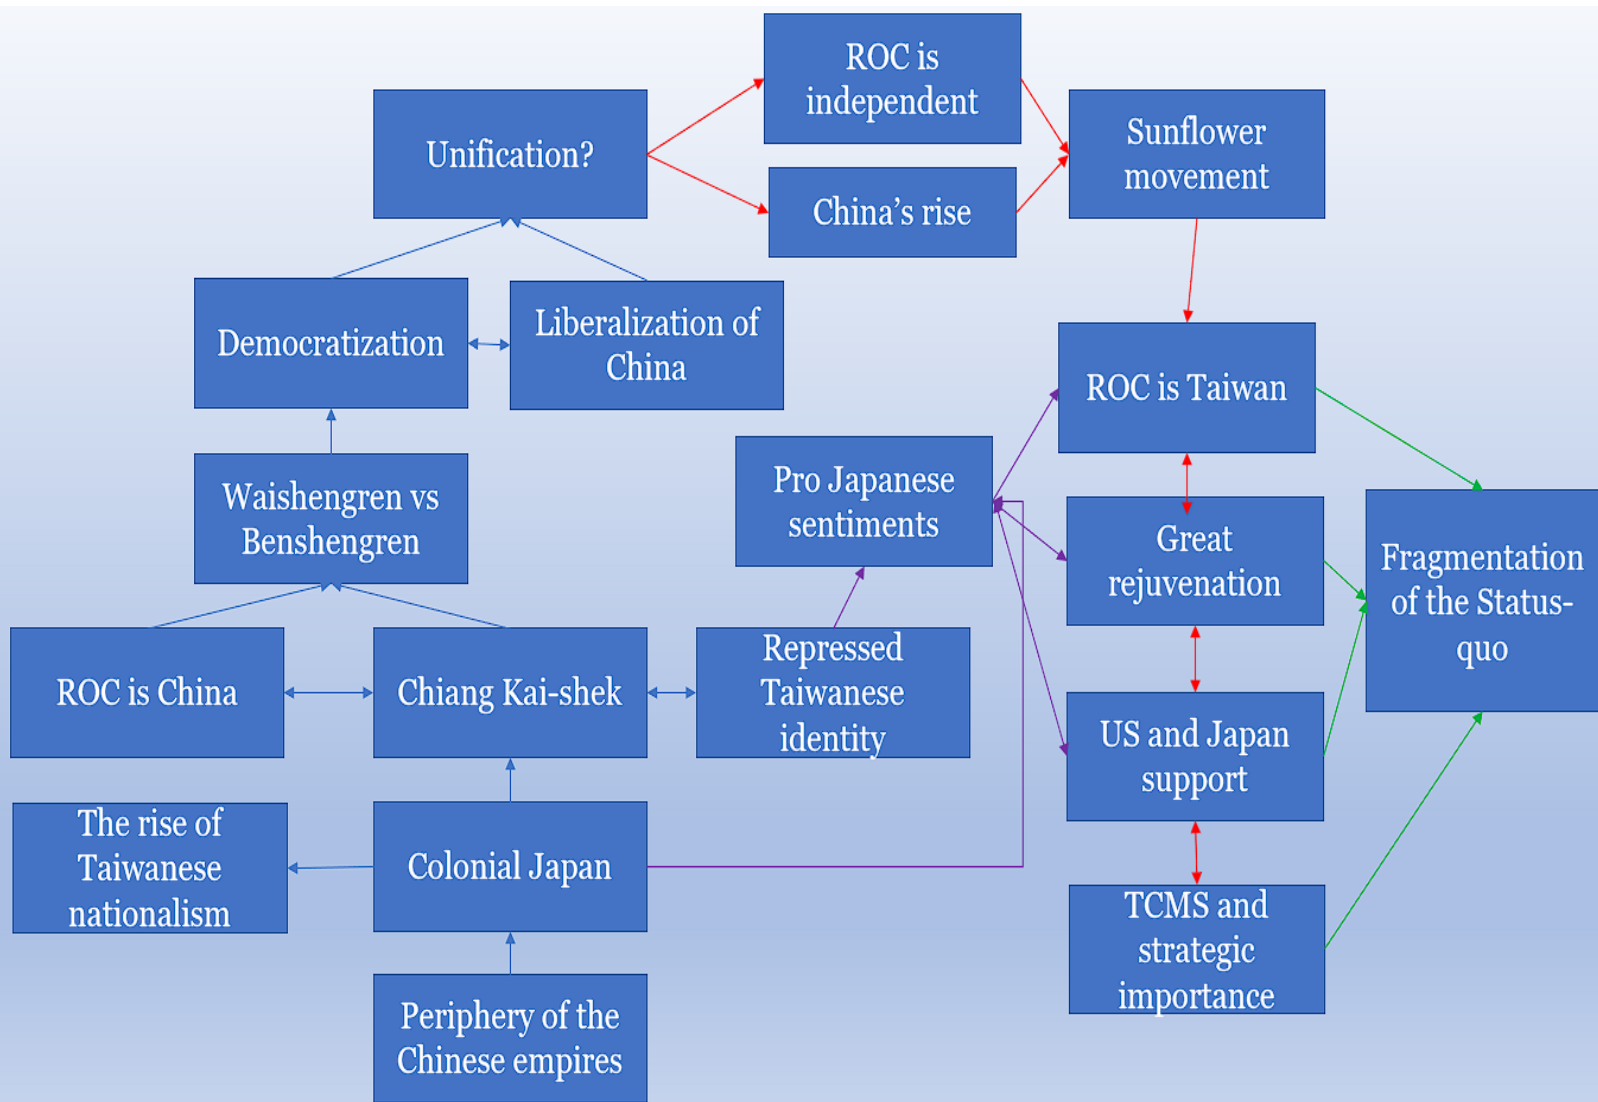 ROC is
independent
Unification?
Sunflower
movement
China's rise
Democratization
Liberalization of
China
ROC is Taiwan
Pro Japanese
sentiments
Waishengren vs
Benshengren
Great
rejuvenation
Fragmentation
of the Status-
quo
ROC is China
Chiang Kai-shek
Repressed
Taiwanese
identity
US and Japan
support
The rise of
Taiwanese
nationalism
Colonial Japan
TCMS and
strategic
importance
Periphery of the
Chinese empires